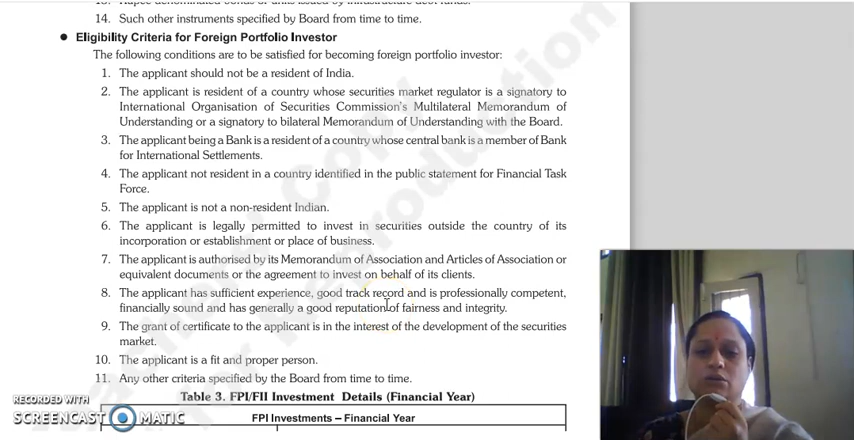 13. Rupee denominated bonds or units issued by infrastructure debt funds.
14. Such other instruments specified by Board from time to time.
● Eligibility Criteria for Foreign Portfolio Investor
The following conditions are to be satisfied for becoming foreign portfolio investor:
1. The applicant should not be a resident of India.
2. The applicant is resident of a country whose securities market regulator is a signatory to
International Organisation of Securities Commission's Multilateral Memorandum of
Understanding or a signatory to bilateral Memorandum of Understanding with the Board.
3. The applicant being a Bank is a resident of a country whose central bank is a member of Bank
for International Settlements.
4. The applicant not resident in a country identified in the public statement for Financial Task
Force.
5. The applicant is not a non-resident Indian.
6. The applicant is legally permitted to invest in securities outside the country of its
incorporation or establishment or place of business.
7. The applicant is authorised by its Memorandum of Association and Articles of Association or
equivalent documents or the agreement to invest on behalf of its clients.
8. The applicant has sufficient experience, good track record and is professionally competent,
financially sound and has generally a good reputation of fairness and integrity.
9. The grant of certificate to the applicant is in the interest of the development of the securities
market.
10. The applicant is a fit and proper person.
11. Any other criteria specified by the Board from time to time.
Table 3. FPI/FII Investment Details (Financial Year)
FPI Investments – Financial Year
RECORDED WITH
SCREENCAST MATIC